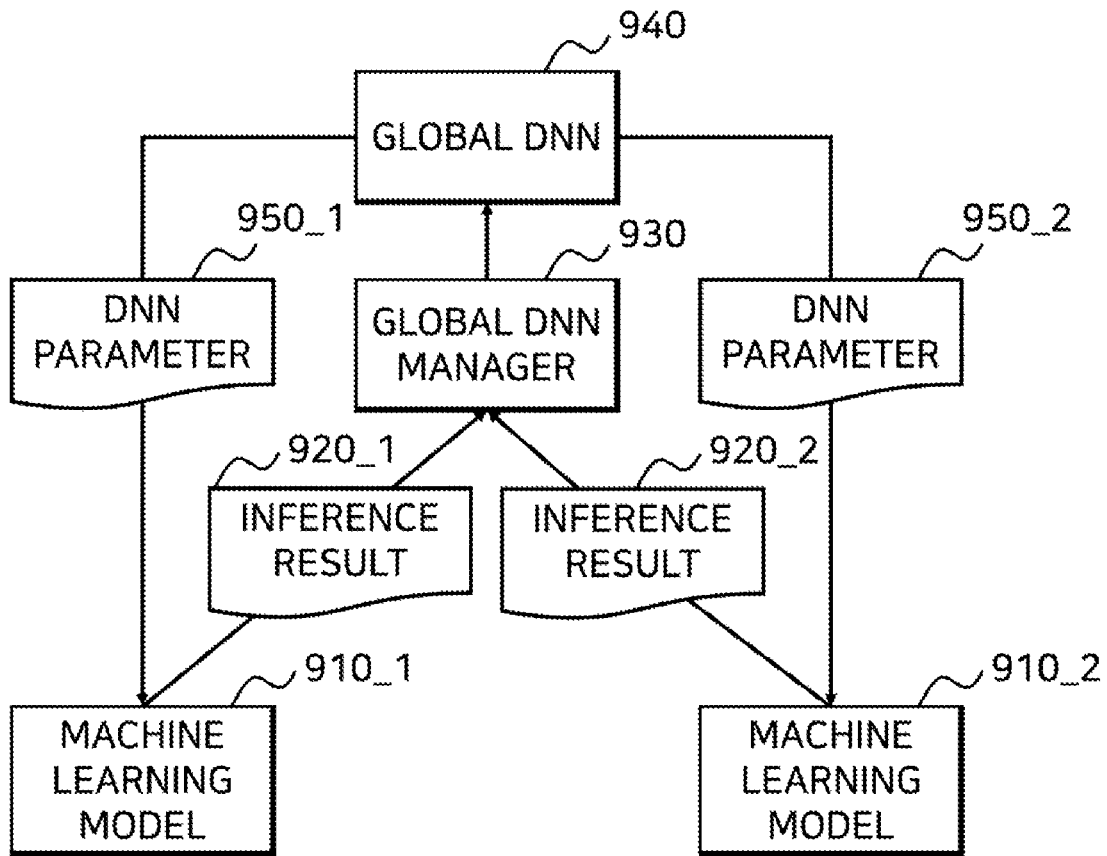 940
GLOBAL DNN
950_1
930
950_2
DNN
PARAMETER
GLOBAL DNN
MANAGER
DNN
PARAMETER
920_1
920_2
INFERENCE
RESULT
INFERENCE
RESULT
910_1
910_2
MACHINE
LEARNING
MODEL
MACHINE
LEARNING
MODEL